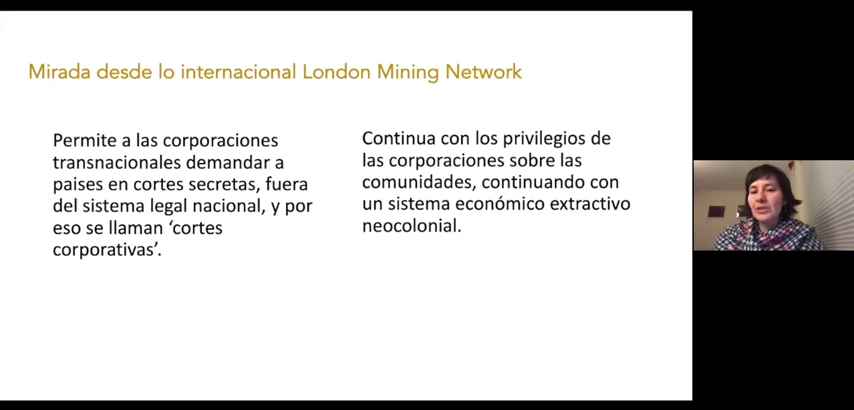 Mirada desde lo internacional London Mining Network
Permite a las corporaciones
transnacionales demandar a
paises en cortes secretas, fuera
del sistema legal nacional, y por
eso se llaman ‘cortes
corporativas’.
Continua con los privilegios de
las corporaciones sobre las
comunidades, continuando con
un sistema económico extractivo
neocolonial.